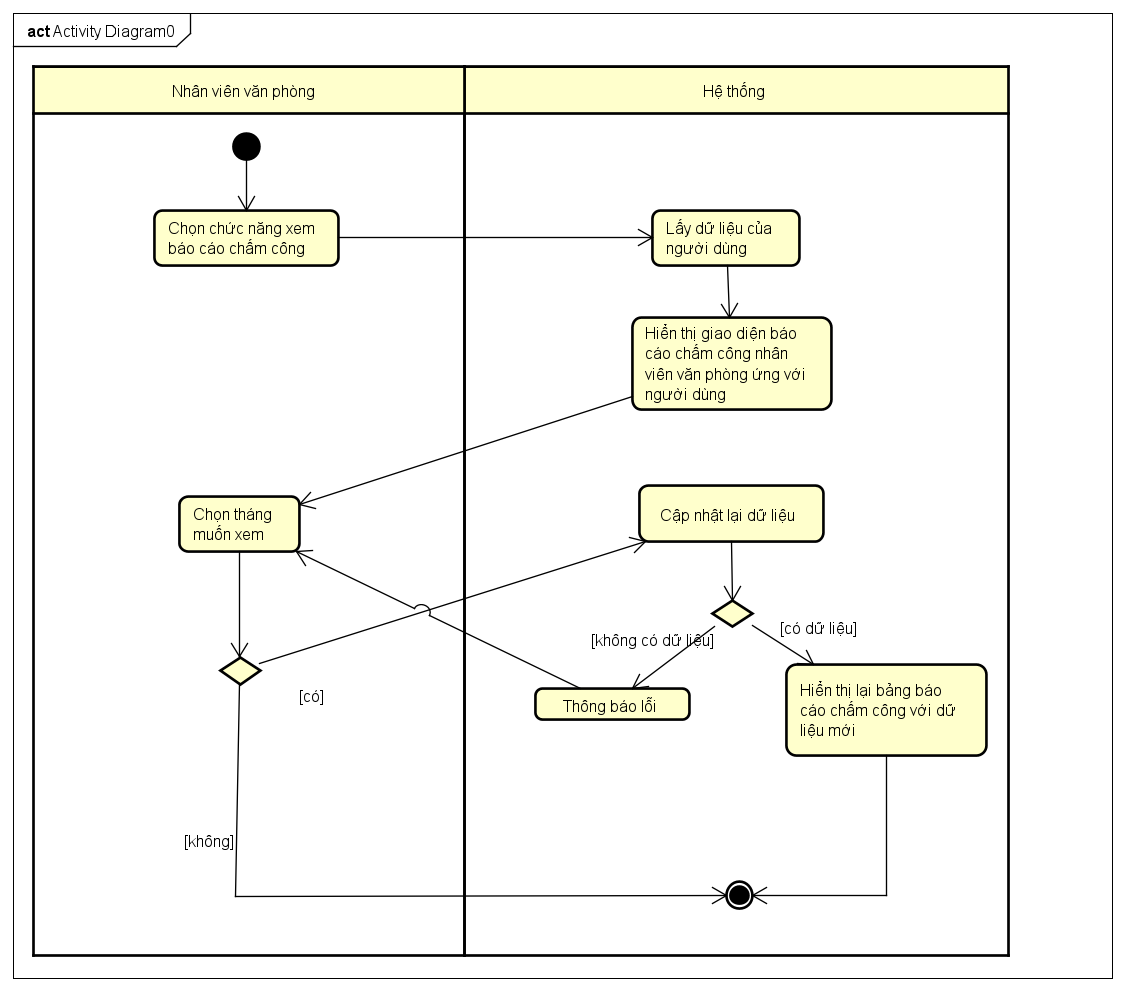 act Activity Diagram0
Nhân viên văn phòng
Hệ thống
Chọn chức năng xem
báo cáo chấm công
Lấy dữ liệu của
người dùng
Hiển thị giao diện báo
cáo chấm công nhân
viên văn phòng ứng với
người dùng
Chọn tháng
muốn xem
Cập nhật lại dữ liệu
[không có dữ liệu]
[có dữ liệu]
[có]
Thông báo lỗi
Hiển thị lại bảng báo
cáo chấm công với dữ
liệu mới
[không]